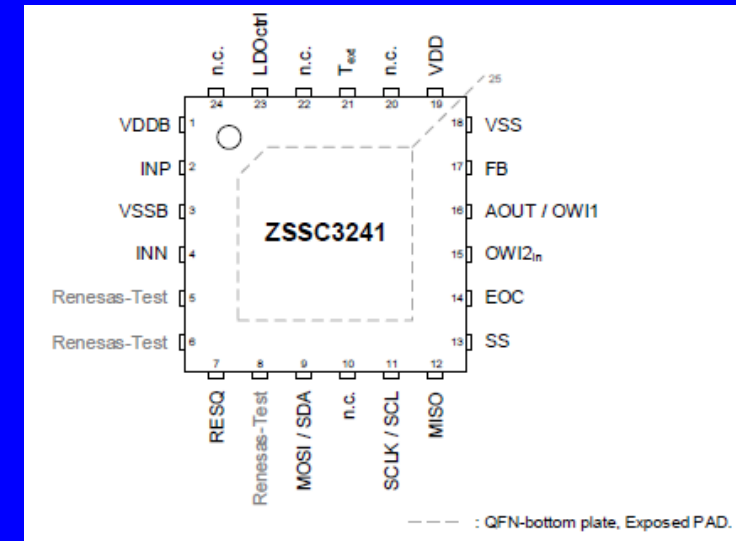 n.c.
LDOctrl
n.c.
Text
n.c.
VDD
24
23
22
21
20
19
25
VDDB 1
INP 2
VSSB 3
INN 4
Renesas-Test 5
Renesas-Test 6
ZSSC3241
18 VSS
17 FB
16 AOUT / OWI1
15 OWI2in
14 EOC
13 SS
7
8
9
10
11
12
RESQ
Renesas-Test
MOSI / SDA
n.c.
SCLK / SCL
MISO
: QFN-bottom plate, Exposed PAD.